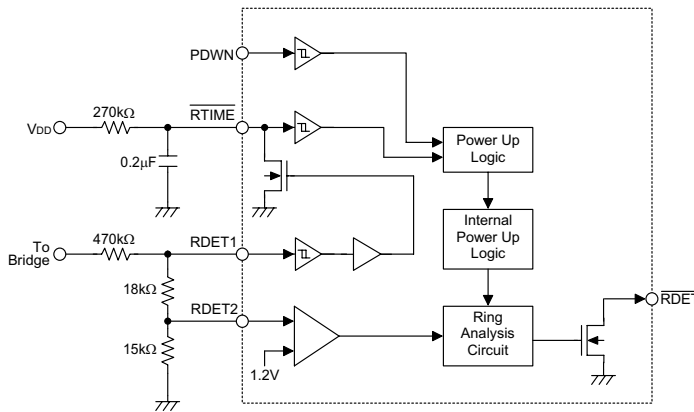 PDWN
270kΩ
RTIME
VDD
0.2μF
Power Up
Logic
To
Bridge
470kΩ
RDET1
Internal
Power Up
Logic
18kΩ
RDET2
15kΩ
1.2V
Ring
Analysis
Circuit
RDET